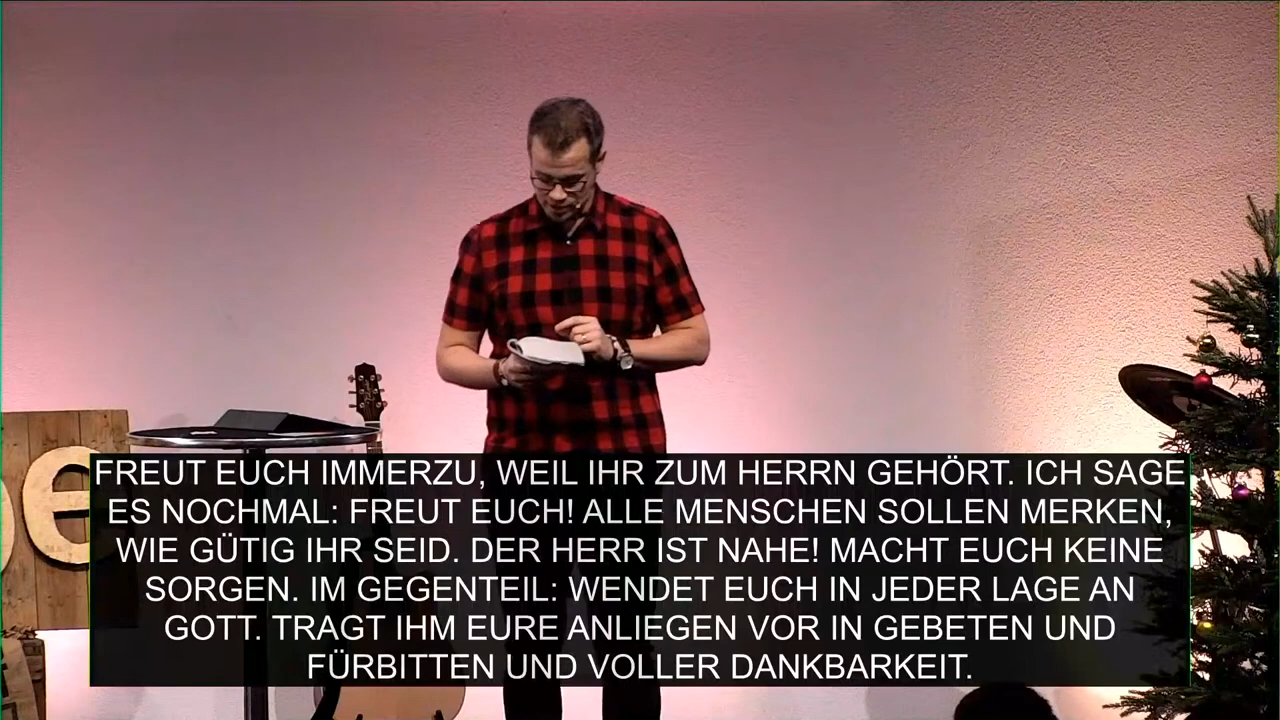 FREUT EUCH IMMERZU, WEIL IHR ZUM HERRN GEHÖRT. ICH SAGE
ES NOCHMAL: FREUT EUCH! ALLE MENSCHEN SOLLEN MERKEN,
WIE GÜTIG IHR SEID. DER HERR IST NAHE! MACHT EUCH KEINE
SORGEN. IM GEGENTEIL: WENDET EUCH IN JEDER LAGE AN
GOTT. TRAGT IHM EURE ANLIEGEN VOR IN GEBETEN UND
FÜRBITTEN UND VOLLER DANKBARKEIT.